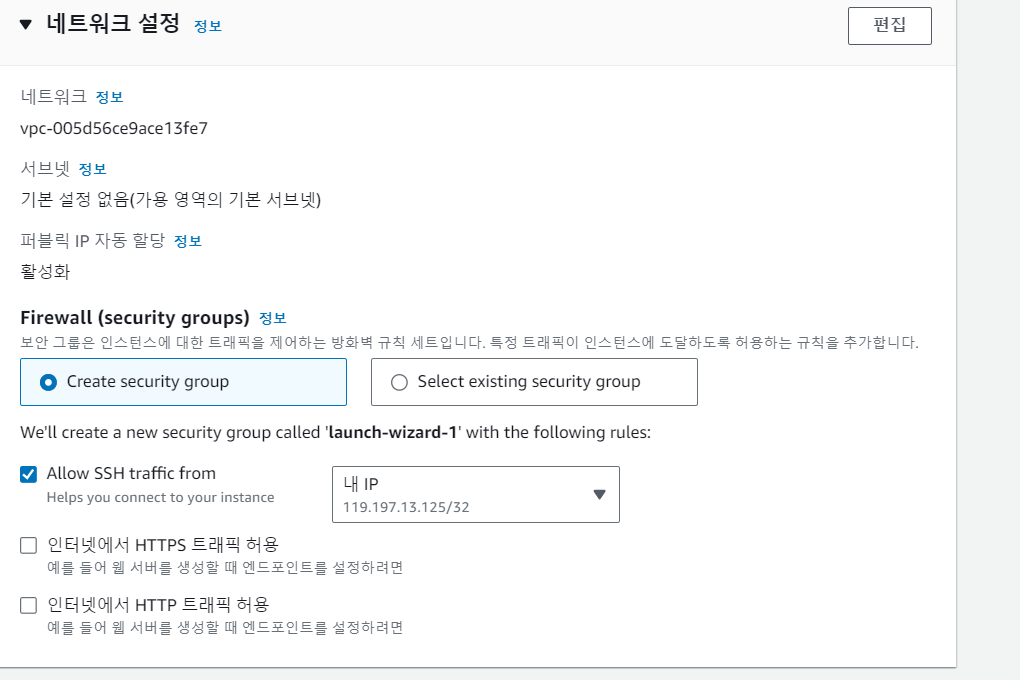 네트워크 설정 정보
편집
네트워크 정보
vpc-005d56ce9ace13fe7
서브넷 정보
기본 설정 없음(가용 영역의 기본 서브넷)
퍼블릭 IP 자동 할당 정보
활성화
Firewall (security groups) 정보
보안 그룹은 인스턴스에 대한 트래픽을 제어하는 방화벽 규칙 세트입니다. 특정 트래픽이 인스턴스에 도달하도록 허용하는 규칙을 추가합니다.
Create security group
Select existing security group
We'll create a new security group called 'launch-wizard-1' with the following rules:
Allow SSH traffic from
Helps you connect to your instance
내 IP
119.197.13.125/32
인터넷에서 HTTPS 트래픽 허용
예를 들어 웹 서버를 생성할 때 엔드포인트를 설정하려면
인터넷에서 HTTP 트래픽 허용
예를 들어 웹 서버를 생성할 때 엔드포인트를 설정하려면